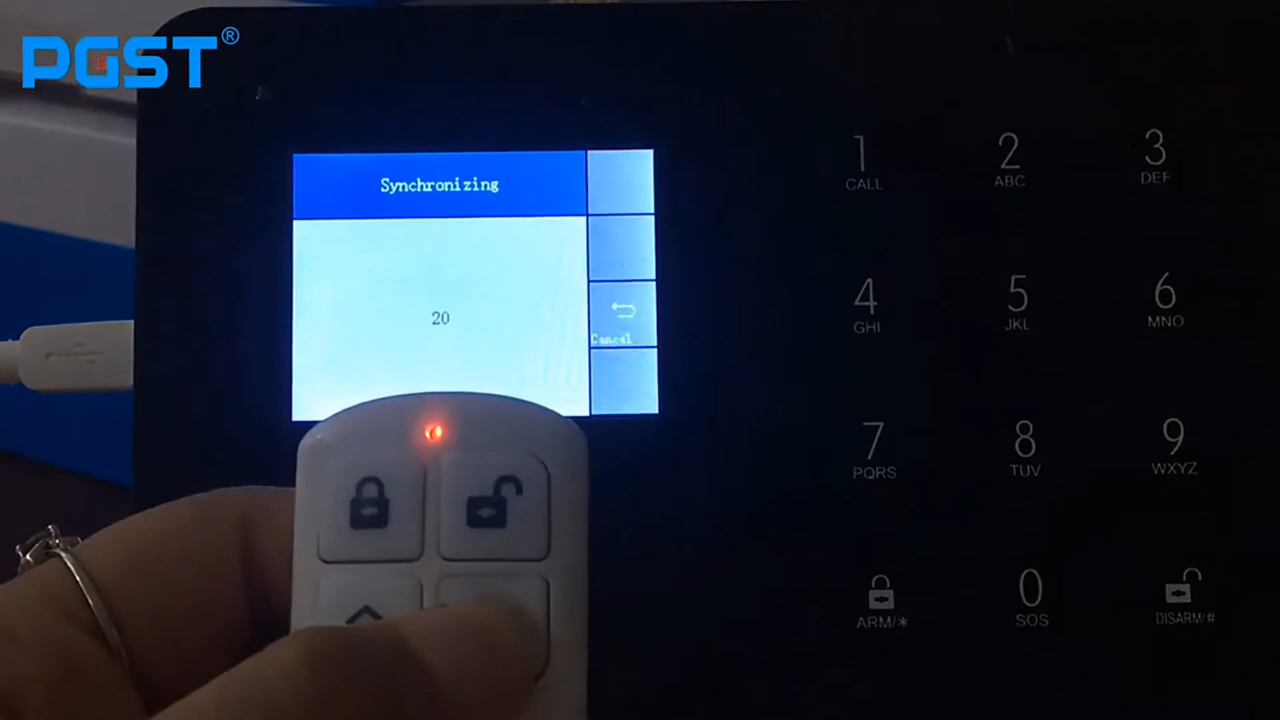 PGST®
Synchronizing
20
Cancel
1 2 3
CALL ABC DEF
4 5 6
GHI JKL MNO
7 8 9
PQRS TUV WXYZ
0
ARM/* SOS DISARM/#